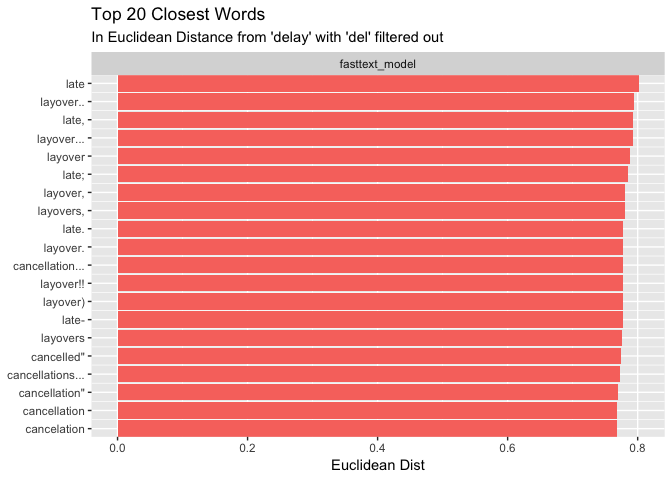 Top 20 Closest Words
In Euclidean Distance from 'delay' with 'del' filtered out
fasttext_model
late
layover..
late,
layover...
layover
late;
layover,
layovers,
late.
layover.
cancellation...
layover!!
layover)
late-
layovers
cancelled"
cancellations...
cancellation"
cancellation
cancelation
0.0 0.2 0.4 0.6 0.8
Euclidean Dist